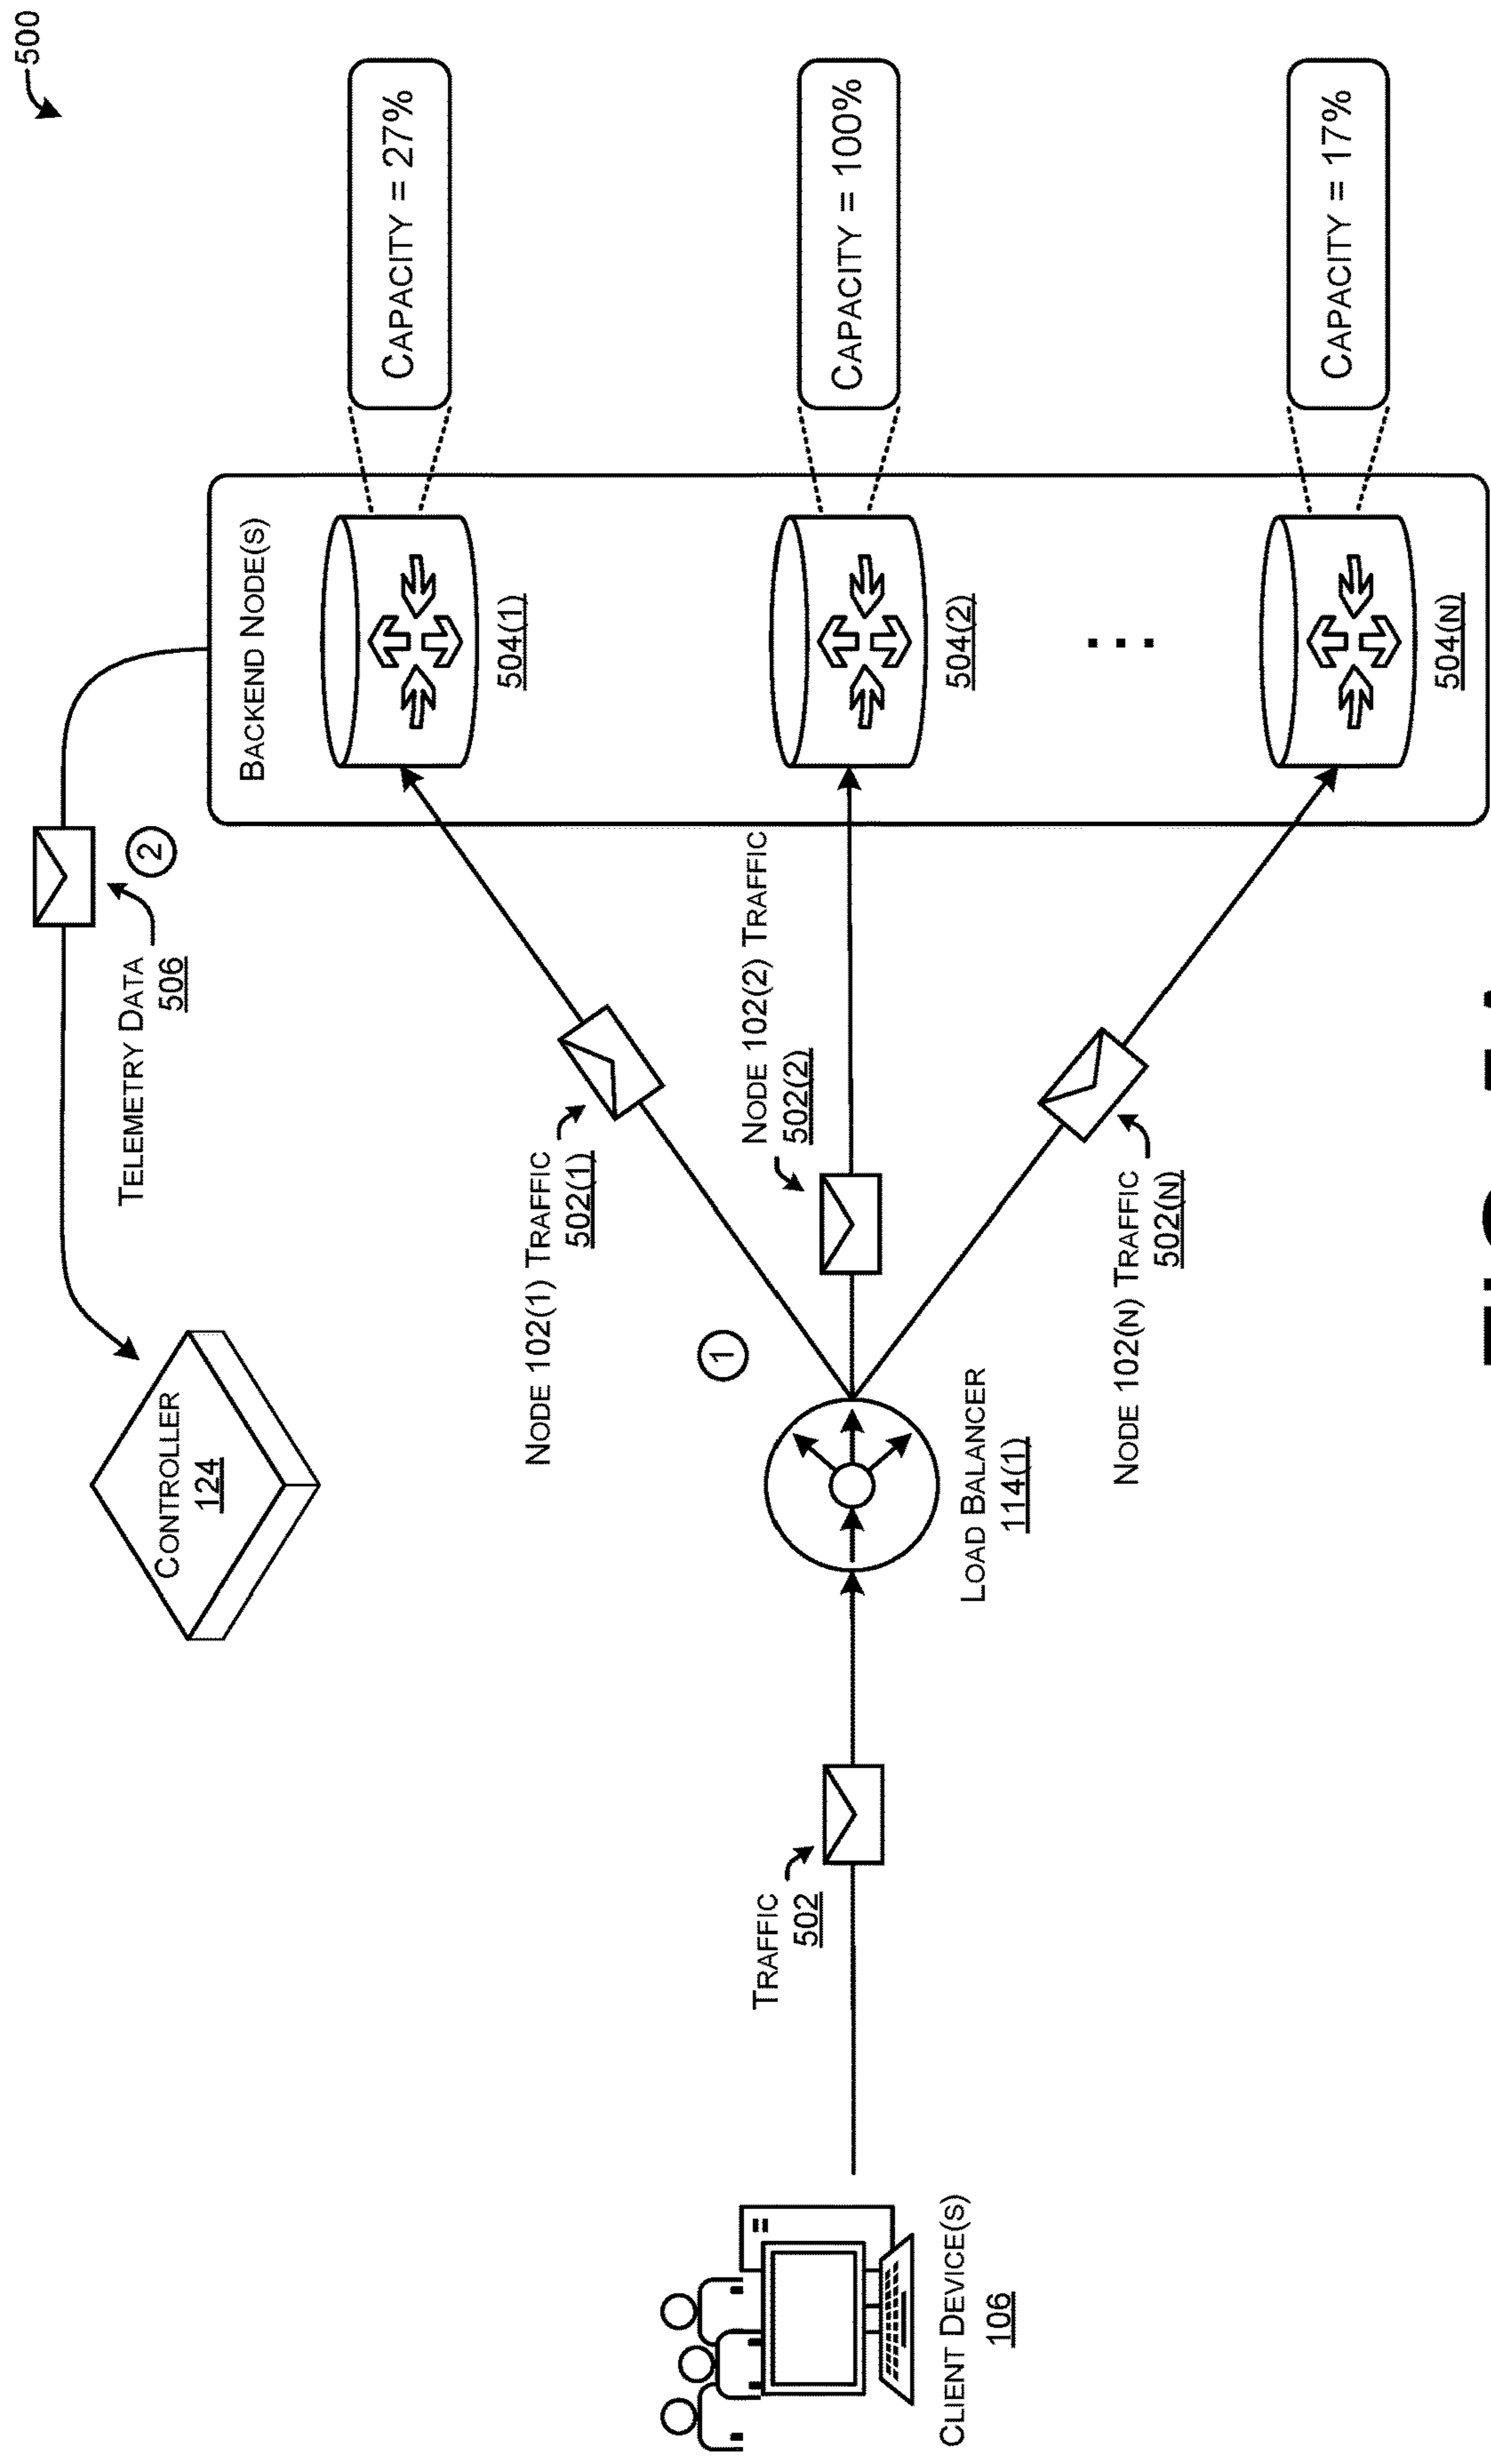 500
CONTROLLER
124
TELEMETRY DATA
506
2
BACKEND NODE(S)
CAPACITY = 27%
504(1)
NODE 102(1) TRAFFIC
502(1)
1
NODE 102(2) TRAFFIC
502(2)
CAPACITY = 100%
504(2)
...
TRAFFIC
502
LOAD BALANCER
114(1)
CLIENT DEVICE(S)
106
NODE 102(N) TRAFFIC
502(N)
CAPACITY = 17%
504(N)